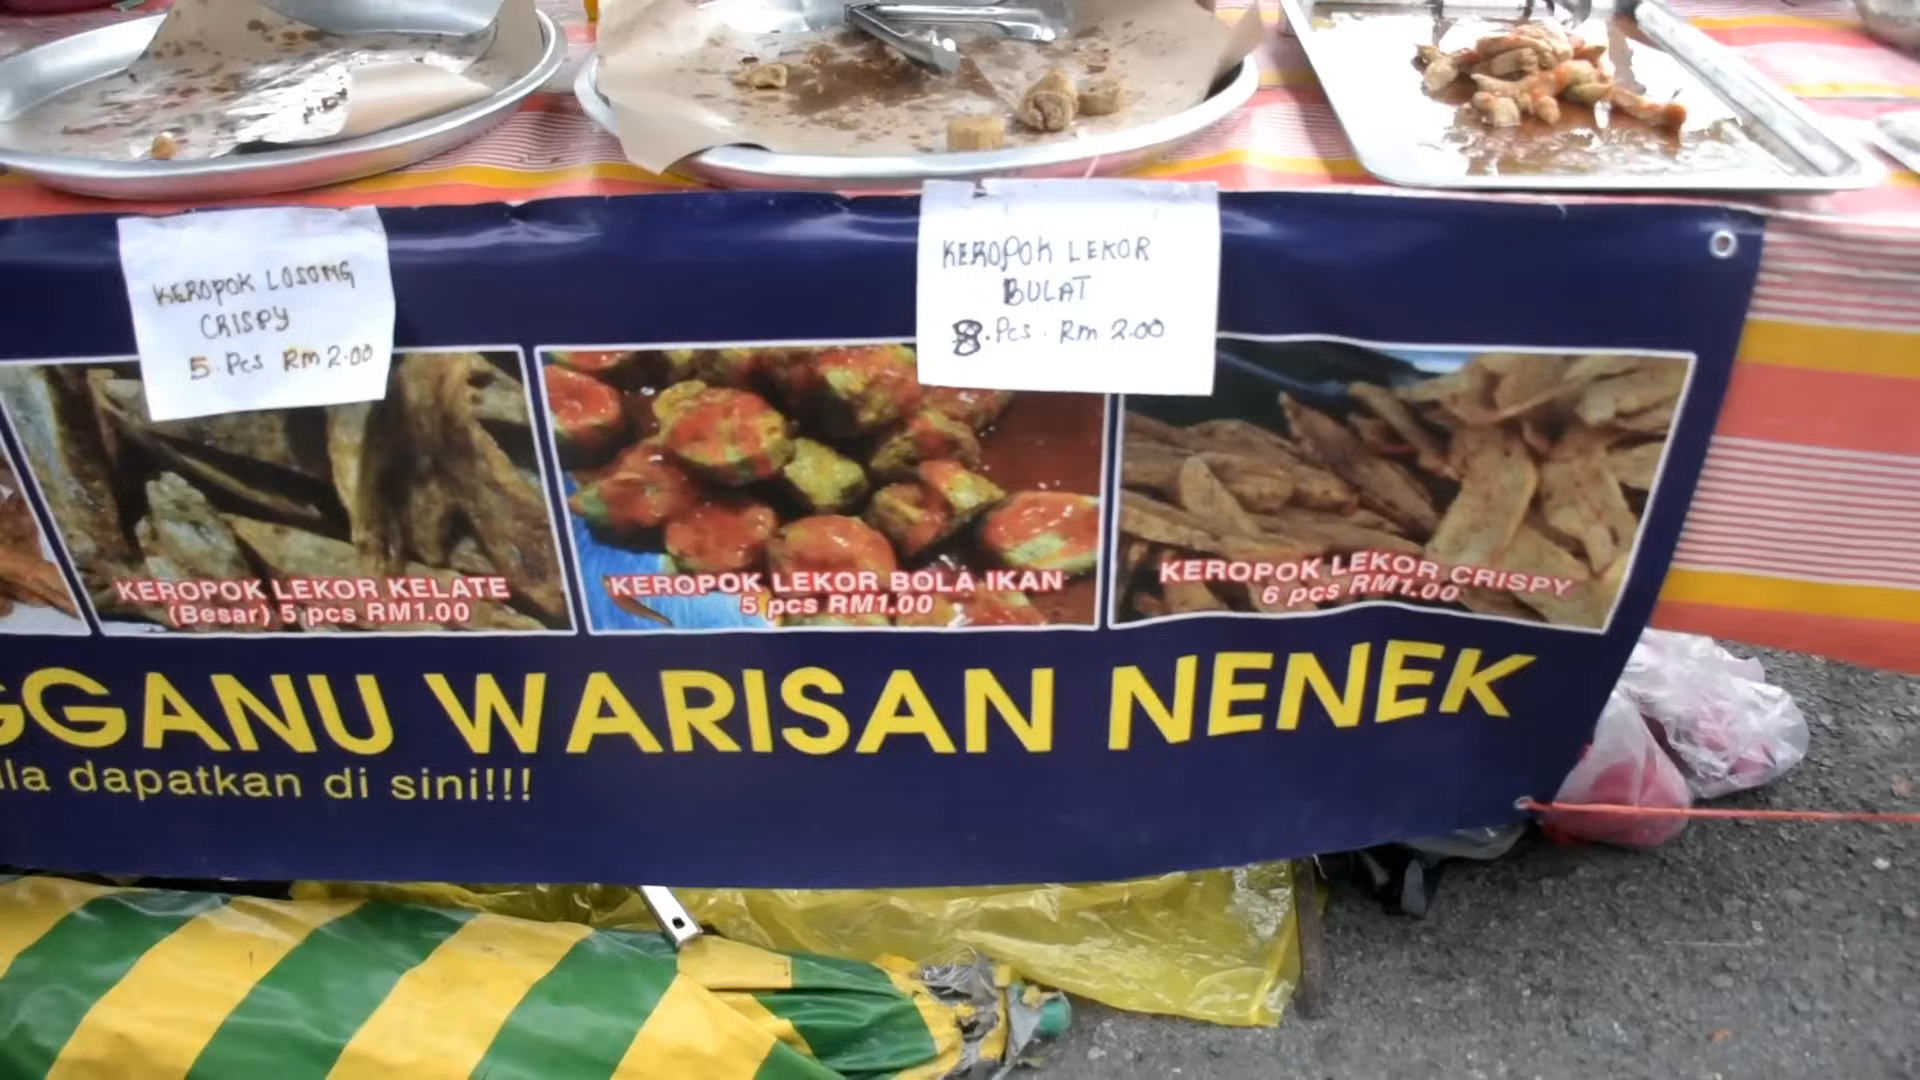 KEROPOK LOSONG
CRISPY
5. Pcs Rm 2.00
KEROPOK LEKOR
BULAT
8. Pcs. Rm 2.00
KEROPOK LEKOR KELATE
(Besar) 5 pcs RM1.00
KEROPOK LEKOR BOLA IKAN
5 pcs RM1.00
KEROPOK LEKOR CRISPY
6 pcs RM1.00
GGANU WARISAN NENEK
lla dapatkan di sini!!!